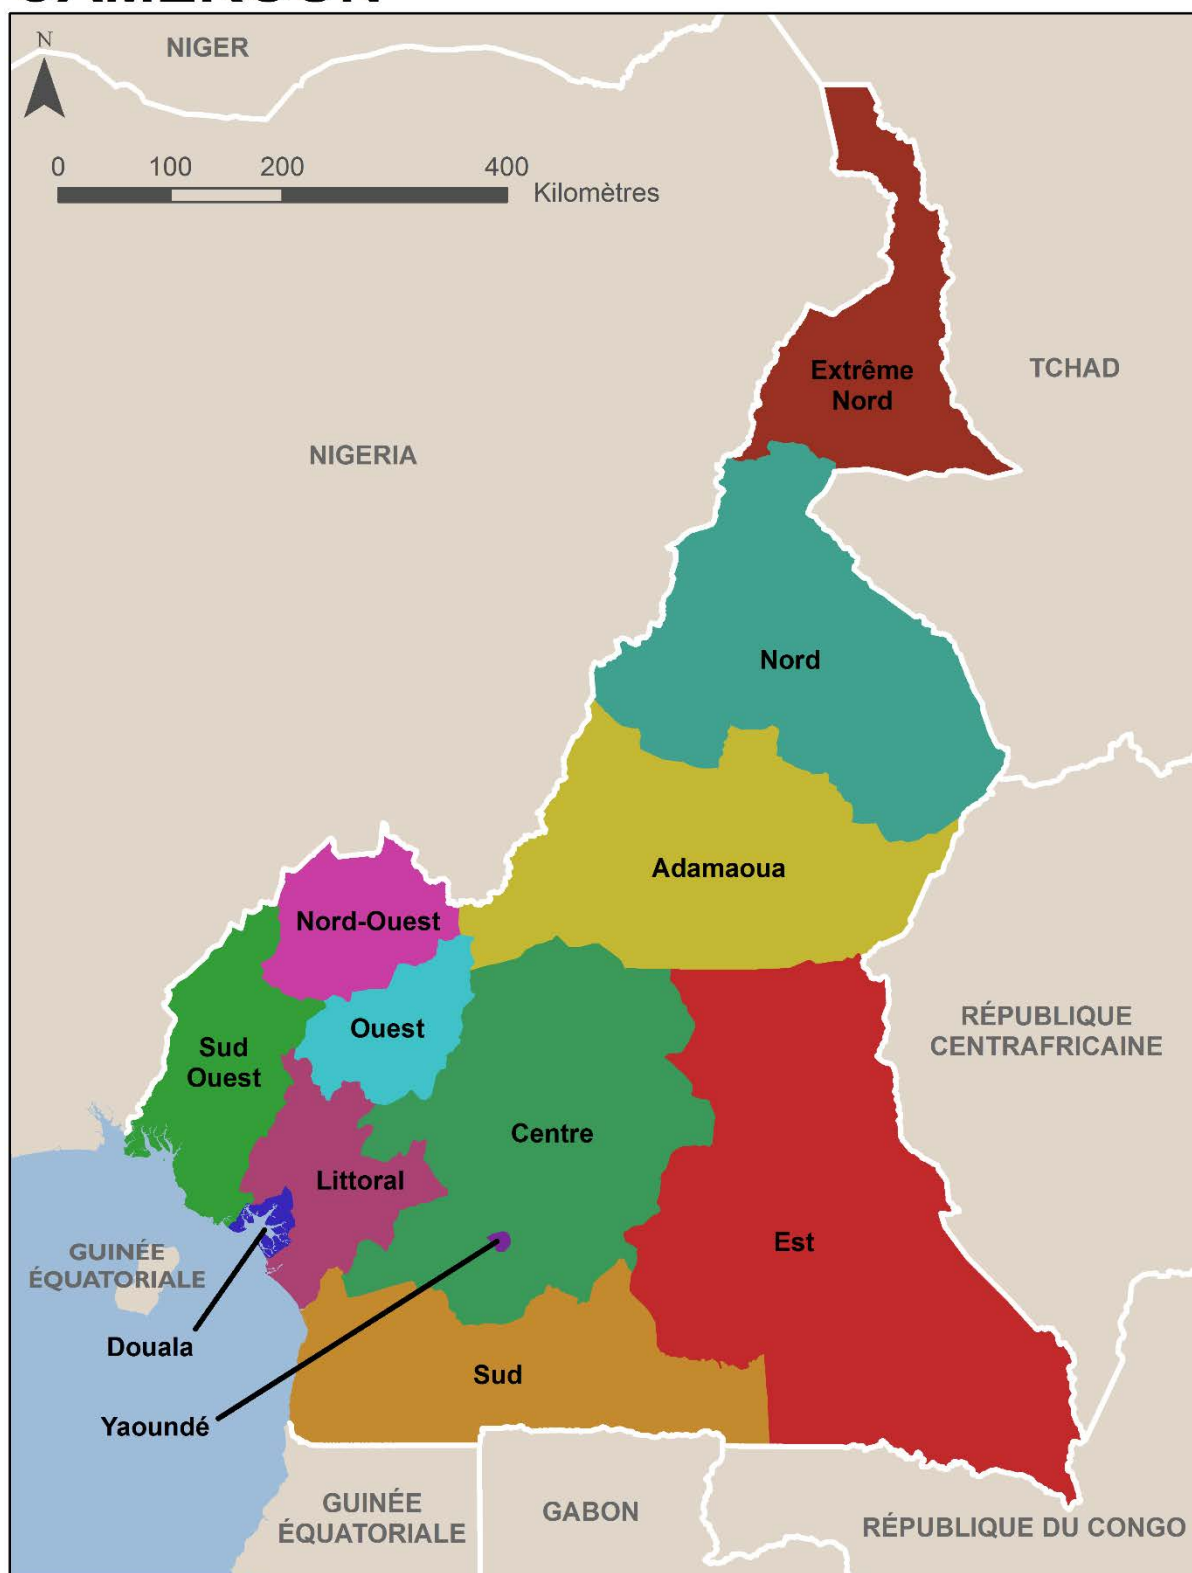 CAMEROUN
NIGER
N
0 100 200 400
Kilomètres
Extrême
Nord
TCHAD
NIGERIA
Nord
Adamaoua
Nord-Ouest
RÉPUBLIQUE
CENTRAFRICAINE
Ouest
Sud
Ouest
Centre
Littoral
Est
GUINÉE
ÉQUATORIALE
Douala
Sud
Yaoundé
GUINÉE
ÉQUATORIALE
GABON
RÉPUBLIQUE DU CONGO